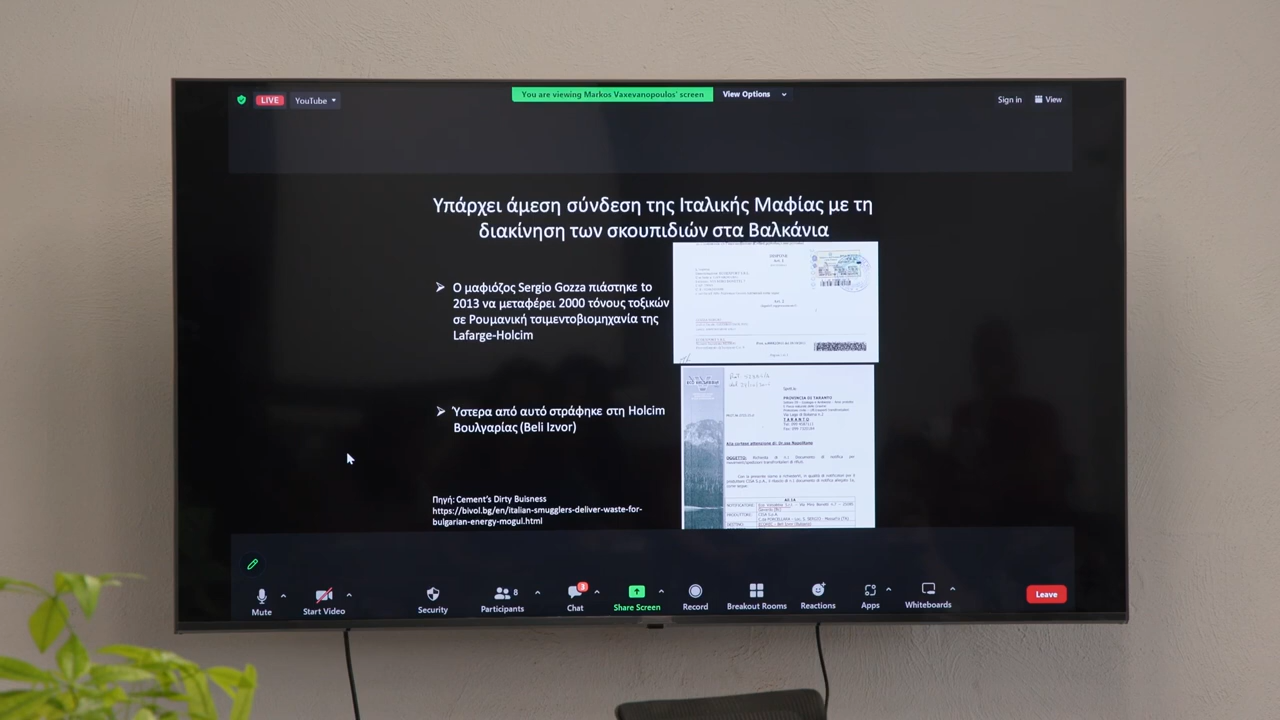 LIVE
YouTube
You are viewing Markos Vaxevanopoulos' screen
View Options
Sign in
View
Υπάρχει άμεση σύνδεση της Ιταλικής Μαφίας με τη
διακίνηση των σκουπιδιών στα Βαλκάνια
Ο μαφιόζος Sergio Gozza πιάστηκε το
2013 να μεταφέρει 2000 τόνους τοξικών
σε Ρουμανική τσιμεντοβιομηχανία της
Lafarge-Holcim
➢ Ύστερα από αυτό στράφηκε στη Holcim
Βουλγαρίας (Beli Izvor)
Πηγή: Cement's Dirty Buisness
https://bivol.bg/en/italian-smugglers-deliver-waste-for-
bulgarian-energy-mogul.html
PROVINCIA DI TARANTO
TARANTO
OGGETTO:
Mute
Start Video
Security
Participants
8
Chat
3
Share Screen
Record
Breakout Rooms
Reactions
Apps
Whiteboards
Leave